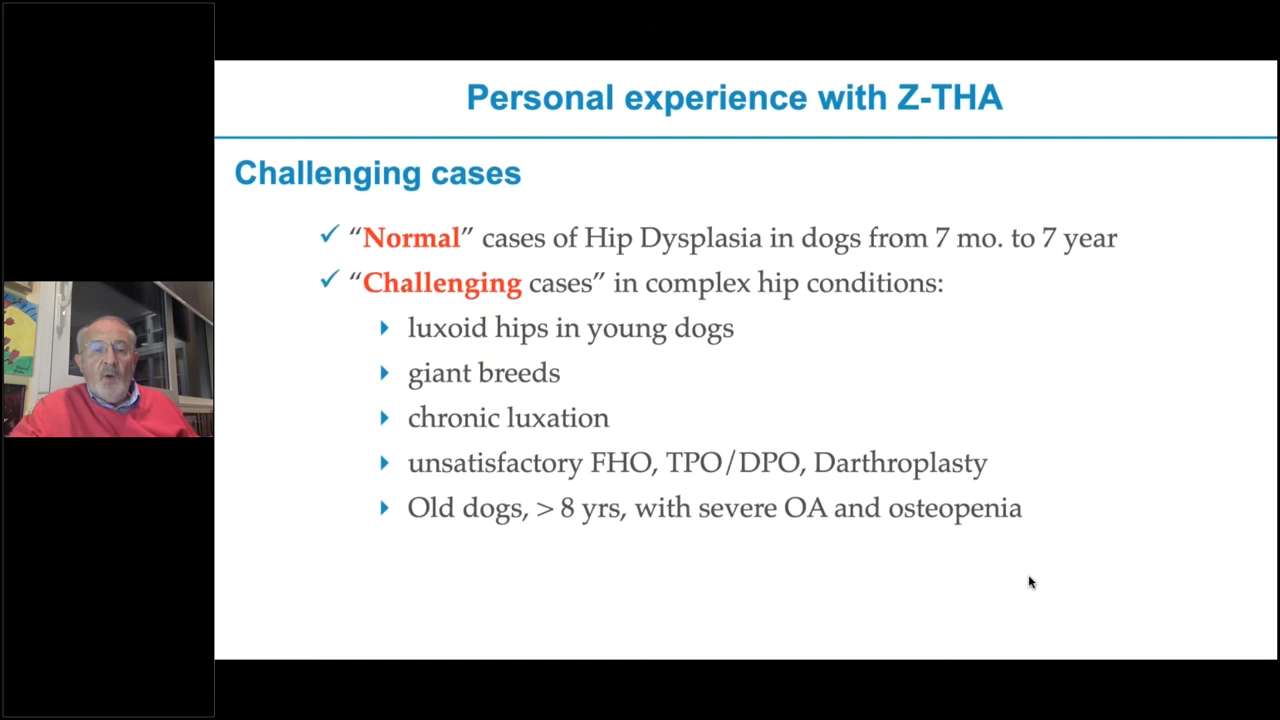 Personal experience with Z-THA
Challenging cases
✓ “Normal” cases of Hip Dysplasia in dogs from 7 mo. to 7 year
✓ “Challenging cases” in complex hip conditions:
luxoid hips in young dogs
giant breeds
chronic luxation
unsatisfactory FHO, TPO/DPO, Darthroplasty
Old dogs, > 8 yrs, with severe OA and osteopenia